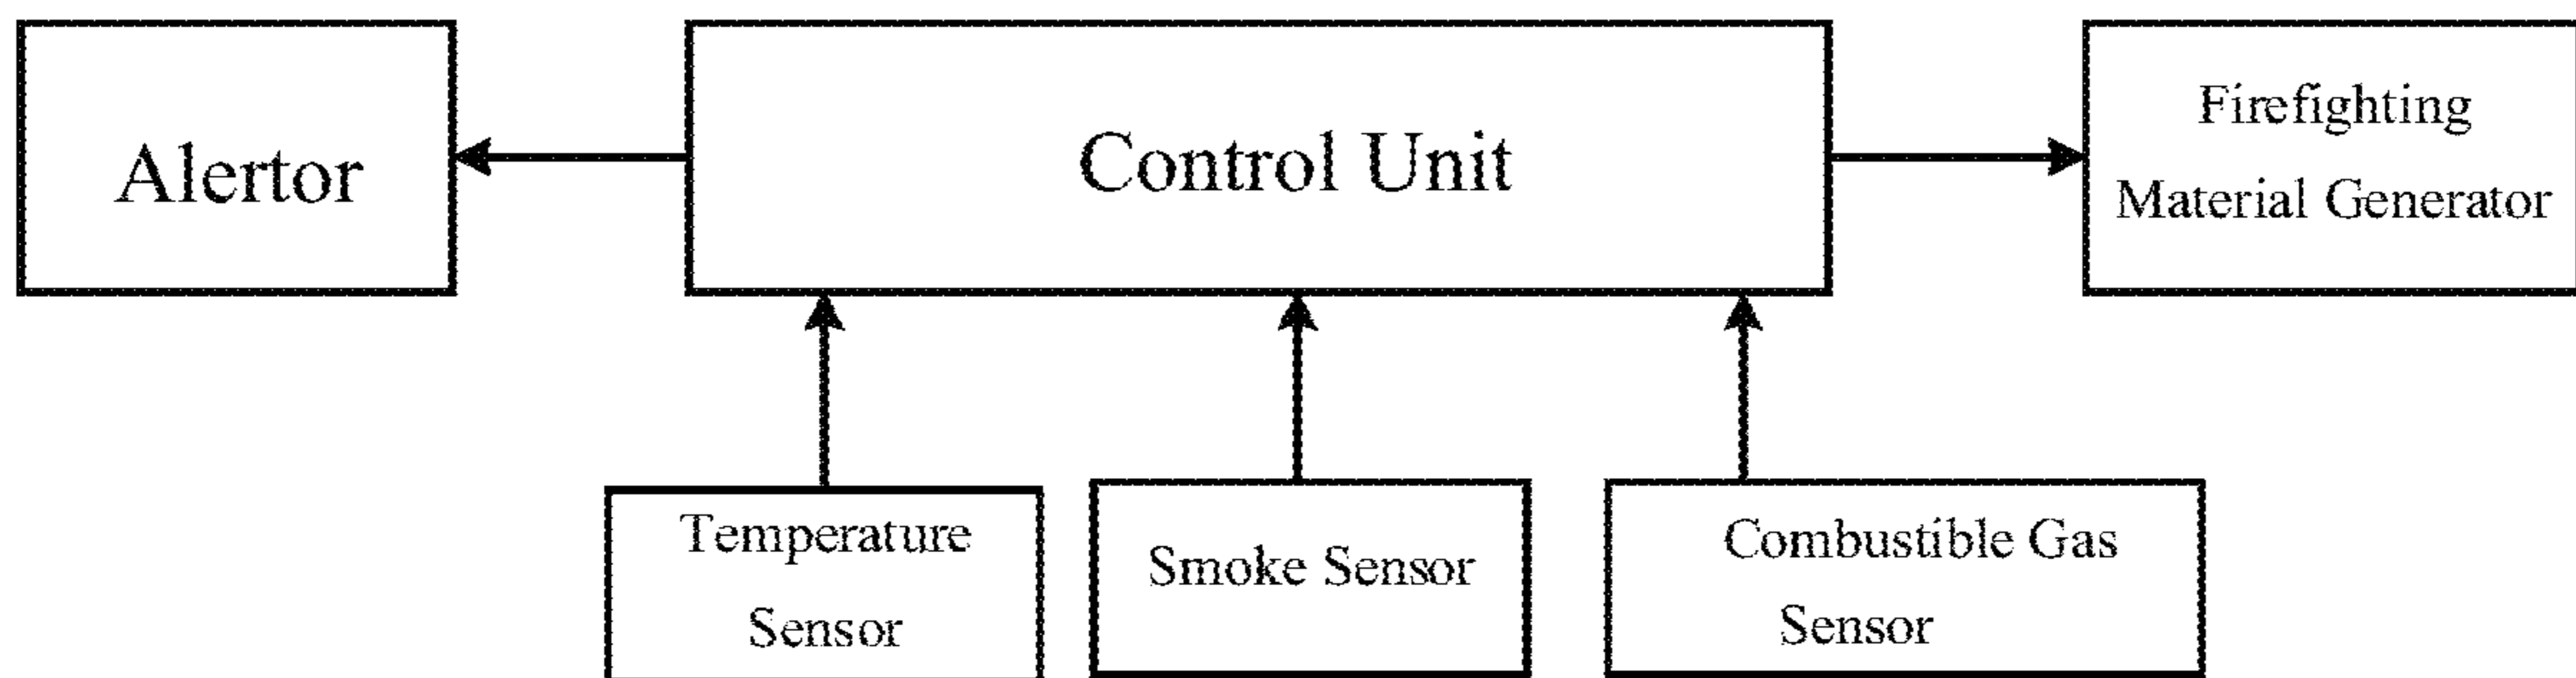 Alertor
Control Unit
Firefighting
Material Generator
Temperature
Sensor
Smoke Sensor
Combustible Gas
Sensor